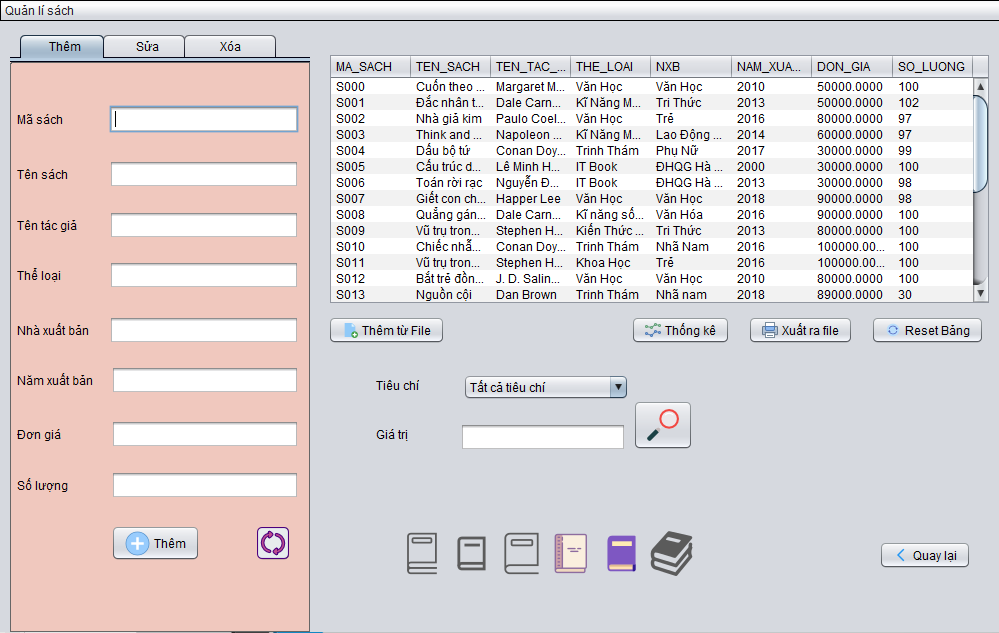 Quản lí sách
Thêm Sửa Xóa
Mã sách
Tên sách
Tên tác giả
Thể loại
Nhà xuất bản
Năm xuất bản
Đơn giá
Số lượng
Thêm
MA_SACH TEN_SACH TEN_TAC_... THE_LOAI NXB NAM_XUA... DON_GIA SO_LUONG
S000 Cuốn theo ... Margaret M... Văn Học Văn Học 2010 50000.0000 100
S001 Đắc nhân t... Dale Carn... Kĩ Năng M... Tri Thức 2013 50000.0000 102
S002 Nhà giả kim Paulo Coel... Văn Học Trẻ 2016 80000.0000 97
S003 Think and ... Napoleon ... Kĩ Năng M... Lao Động ... 2014 60000.0000 97
S004 Dấu bộ tứ Conan Doy... Trinh Thám Phụ Nữ 2017 30000.0000 99
S005 Cấu trúc d... Lê Minh H... IT Book ĐHQG Hà ... 2000 30000.0000 100
S006 Toán rời rạc Nguyễn Đ... IT Book ĐHQG Hà ... 2013 30000.0000 98
S007 Giết con ch... Happer Lee Văn Học Văn Học 2018 90000.0000 98
S008 Quẳng gán... Dale Carn... Kĩ năng số... Văn Hóa 2016 90000.0000 100
S009 Vũ trụ tron... Stephen H... Kiến Thức ... Tri Thức 2013 80000.0000 100
S010 Chiếc nhẫ... Conan Doy... Trinh Thám Nhã Nam 2016 100000.00... 100
S011 Vũ trụ tron... Stephen H... Khoa Học Trẻ 2016 100000.00... 100
S012 Bắt trẻ đồn... J. D. Salin... Văn Học Văn Học 2010 80000.0000 100
S013 Nguồn cội Dan Brown Trinh Thám Nhã nam 2018 89000.0000 30
Thêm từ File Thống kê Xuất ra file Reset Bảng
Tiêu chí Tất cả tiêu chí
Giá trị
Quay lại